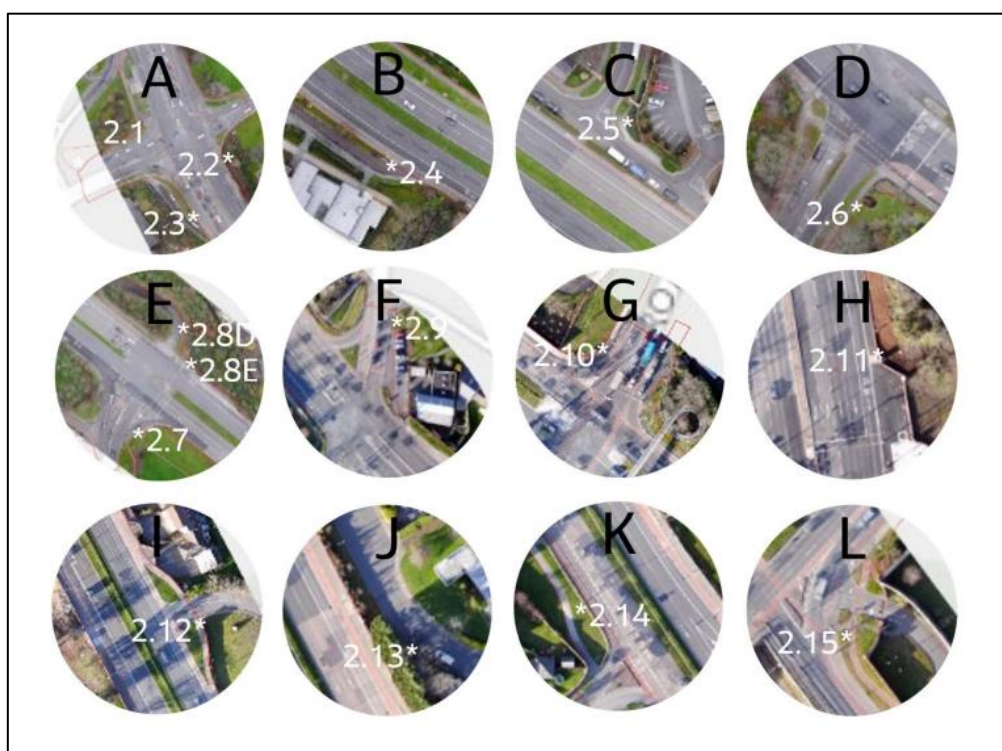 A B C D
2.1
2.2*
2.3*
*2.4
2.5*
2.6*
E F G H
*2.8D
*2.8E
*2.7
*2.9
2.10*
2.11*
I J K L
2.12*
2.13*
*2.14
2.15*